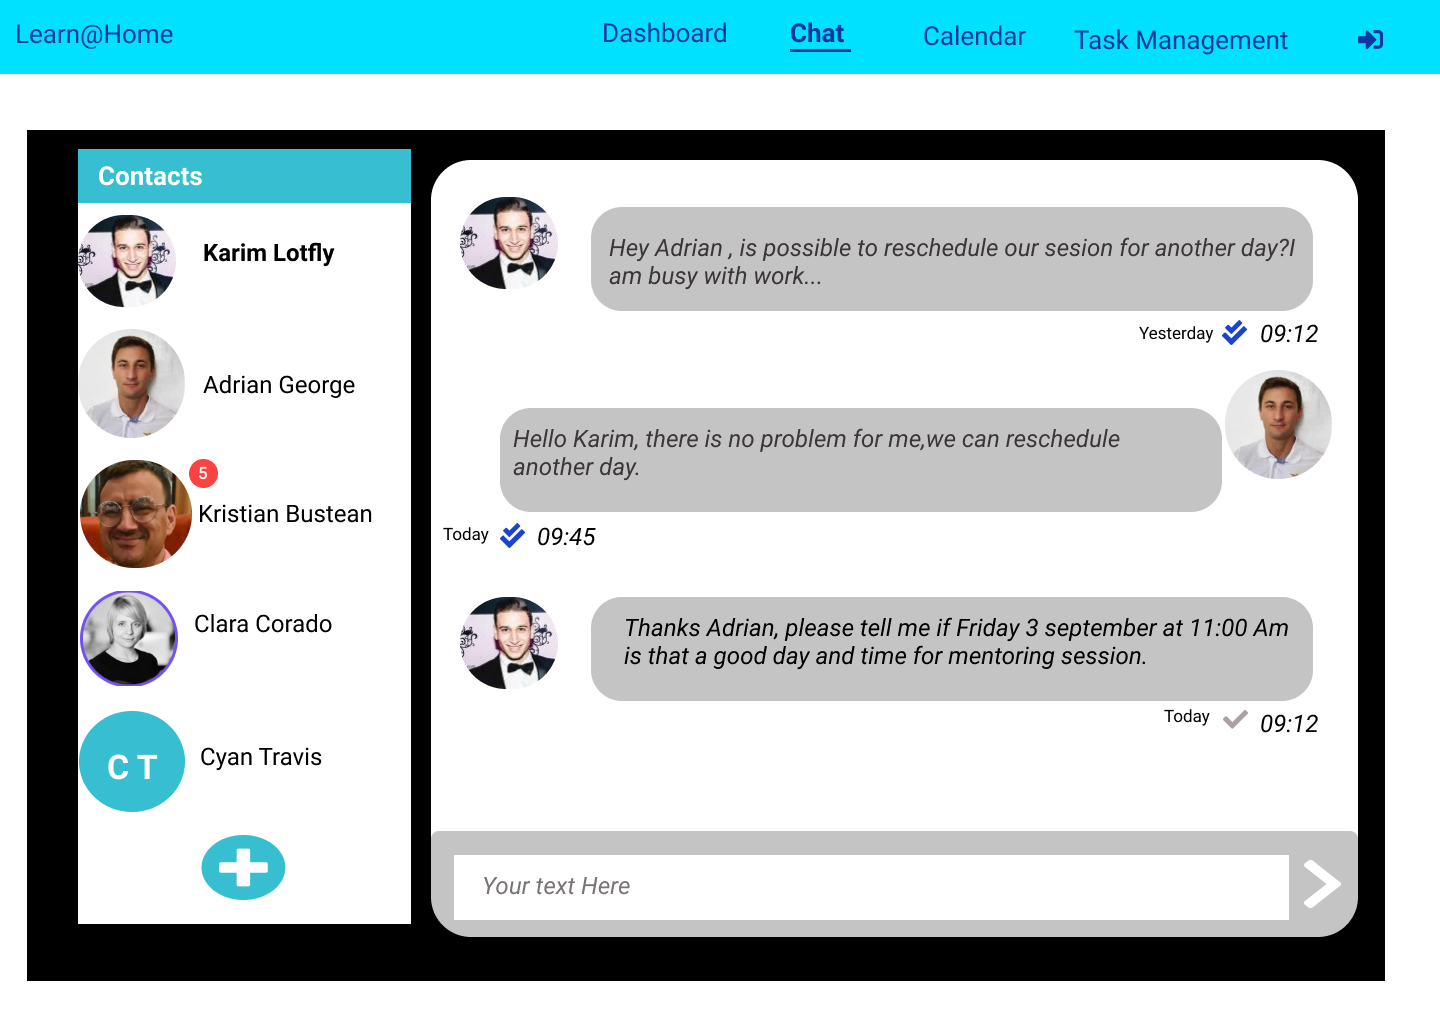 Learn@Home
Dashboard
Chat
Calendar
Task Management
Contacts
Karim Lotfly
Adrian George
5
Kristian Bustean
Clara Corado
C T
Cyan Travis
Hey Adrian , is possible to reschedule our sesion for another day?I
am busy with work...
Yesterday 09:12
Hello Karim, there is no problem for me,we can reschedule
another day.
Today 09:45
Thanks Adrian, please tell me if Friday 3 september at 11:00 Am
is that a good day and time for mentoring session.
Today 09:12
Your text Here